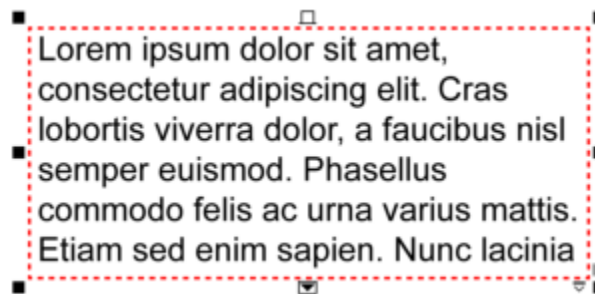 Lorem ipsum dolor sit amet,
consectetur adipiscing elit. Cras
lobortis viverra dolor, a faucibus nisl
semper euismod. Phasellus
commodo felis ac urna varius mattis.
Etiam sed enim sapien. Nunc lacinia